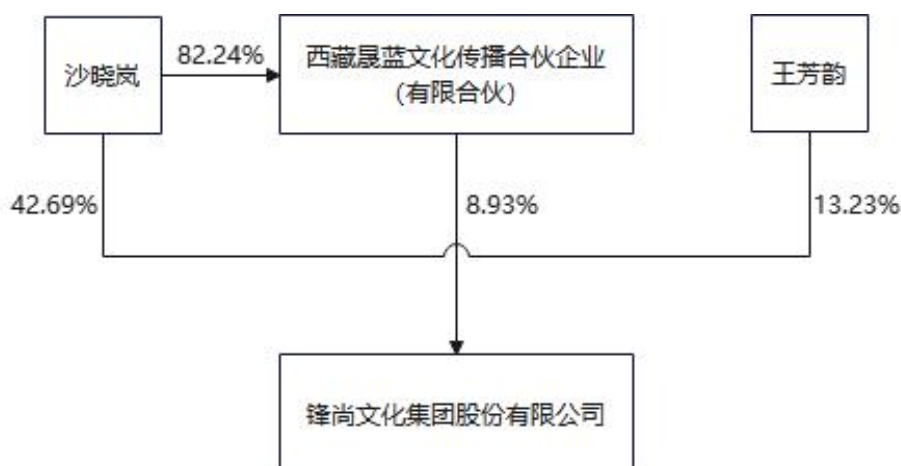 沙晓岚
82.24%
西藏晟蓝文化传播合伙企业
（有限合伙）
王芳韵
42.69%
8.93%
13.23%
锋尚文化集团股份有限公司